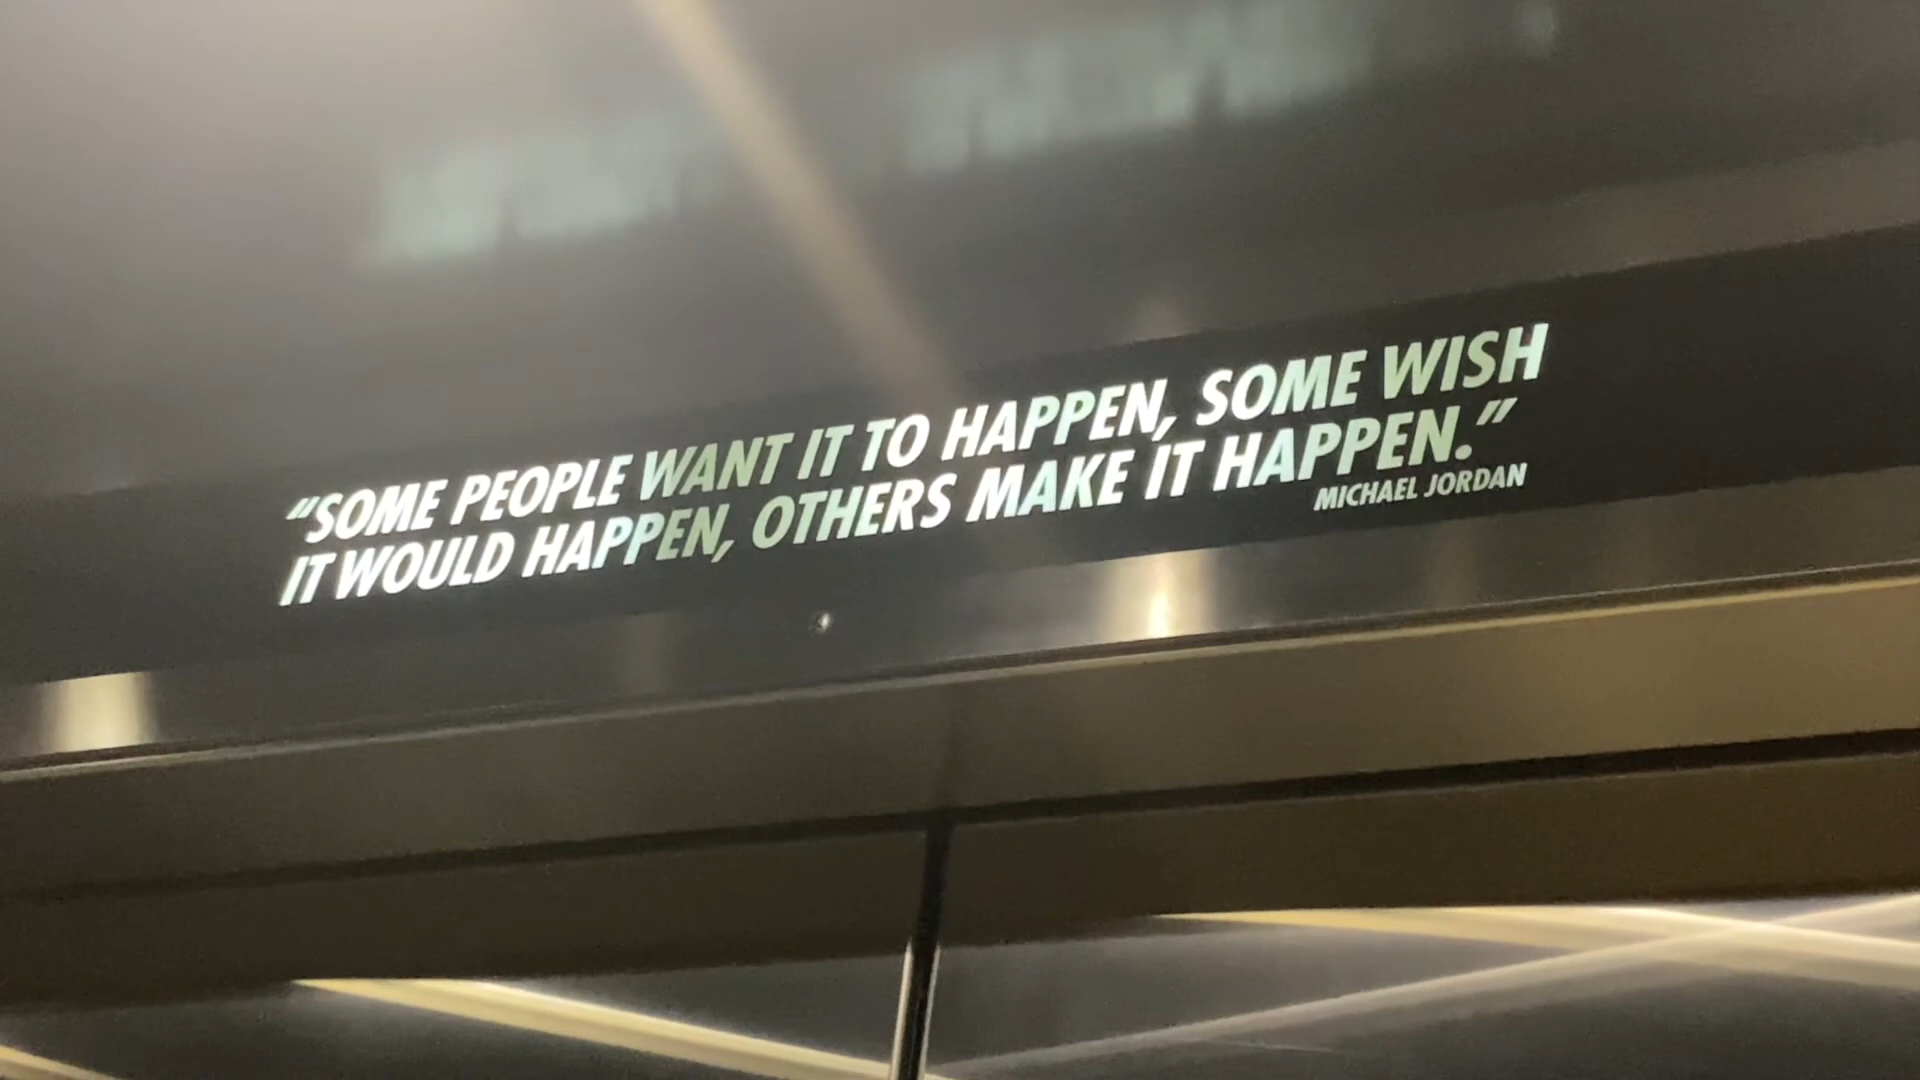 “SOME PEOPLE WANT IT TO HAPPEN, SOME WISH
IT WOULD HAPPEN, OTHERS MAKE IT HAPPEN.”
MICHAEL JORDAN